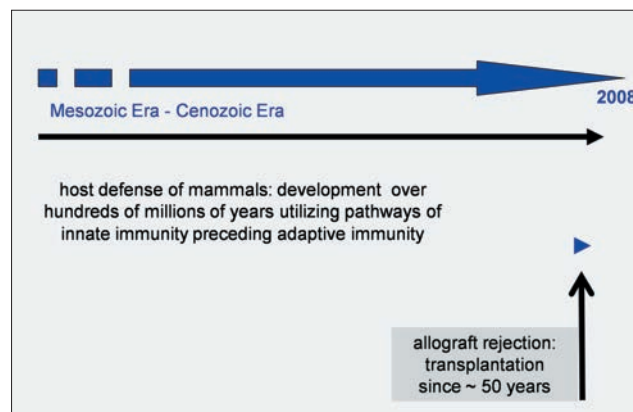 2008
Mesozoic Era - Cenozoic Era
host defense of mammals: development over
hundreds of millions of years utilizing pathways of
innate immunity preceding adaptive immunity
allograft rejection:
transplantation
since ~ 50 years